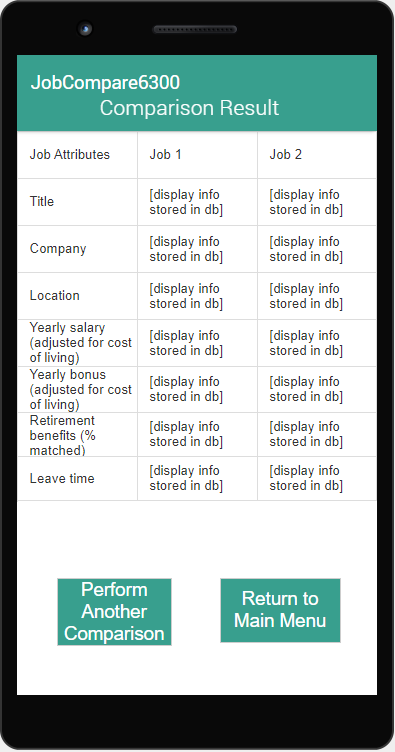 JobCompare6300
Comparison Result
Job Attributes Job 1 Job 2
Title [display info stored in db] [display info stored in db]
Company [display info stored in db] [display info stored in db]
Location [display info stored in db] [display info stored in db]
Yearly salary (adjusted for cost of living) [display info stored in db] [display info stored in db]
Yearly bonus (adjusted for cost of living) [display info stored in db] [display info stored in db]
Retirement benefits (% matched) [display info stored in db] [display info stored in db]
Leave time [display info stored in db] [display info stored in db]
Perform
Another
Comparison
Return to
Main Menu